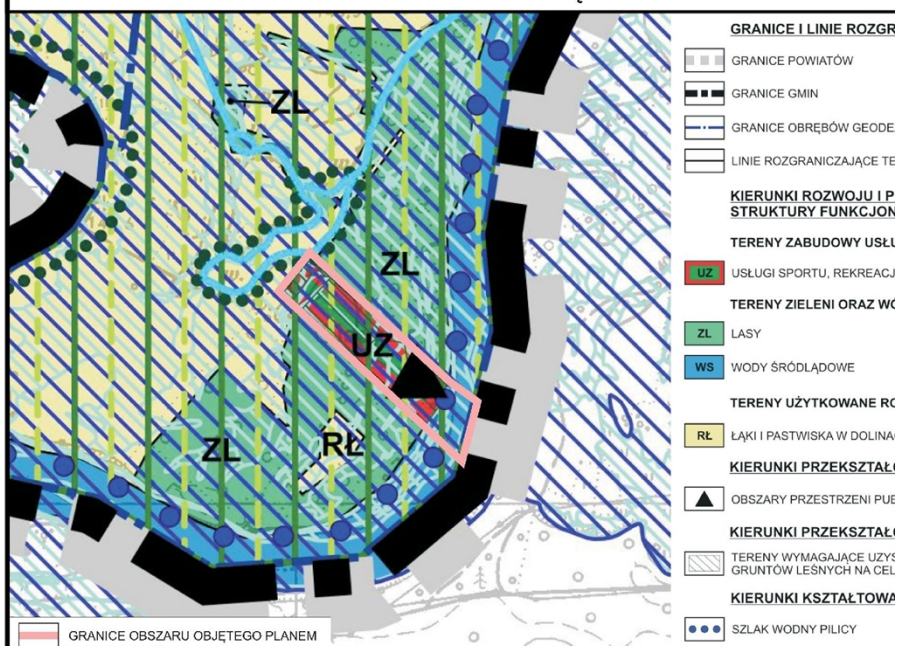 ZL
ZL
UZ
ZL
RŁ
GRANICE OBSZARU OBJĘTEGO PLANEM
GRANICE I LINIE ROZGR
GRANICE POWIATÓW
GRANICE GMIN
GRANICE OBRĘBÓW GEODE
LINIE ROZGRANICZAJĄCE TE
KIERUNKI ROZWOJU I P
STRUKTURY FUNKCJON
TERENY ZABUDOWY USŁU
UZ USŁUGI SPORTU, REKREACJ
TERENY ZIELENI ORAZ WÓ
ZL LASY
WS WODY ŚRÓDLĄDOWE
TERENY UŻYTKOWANE RO
RŁ ŁĄKI I PASTWISKA W DOLINA
KIERUNKI PRZEKSZTAŁC
OBSZARY PRZESTRZENI PUB
KIERUNKI PRZEKSZTAŁC
TERENY WYMAGAJĄCE UZYS
GRUNTÓW LEŚNYCH NA CEL
KIERUNKI KSZTAŁTOWA
SZLAK WODNY PILICY